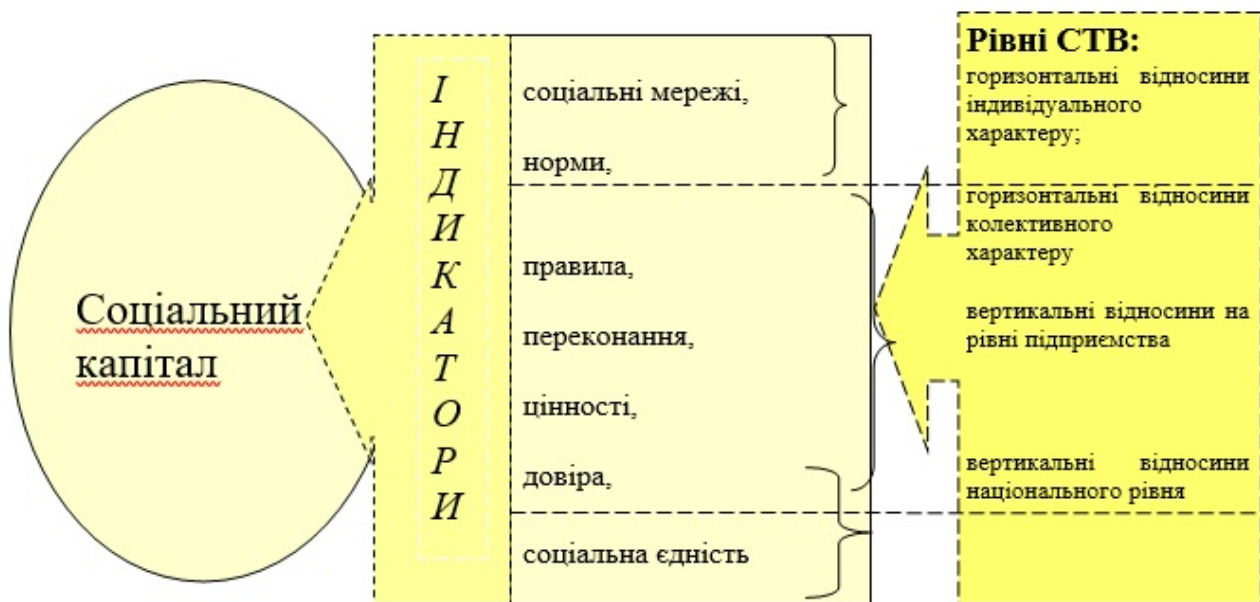 Соціальний
капітал
І
Н
Д
И
К
А
Т
О
Р
И
соціальні мережі,
норми,
правила,
переконання,
цінності,
довіра,
соціальна єдність
Рівні СТВ:
горизонтальні відносини
індивідуального
характеру;
горизонтальні відносини
колективного
характеру
вертикальні відносини на
рівні підприємства
вертикальні відносини
національного рівня